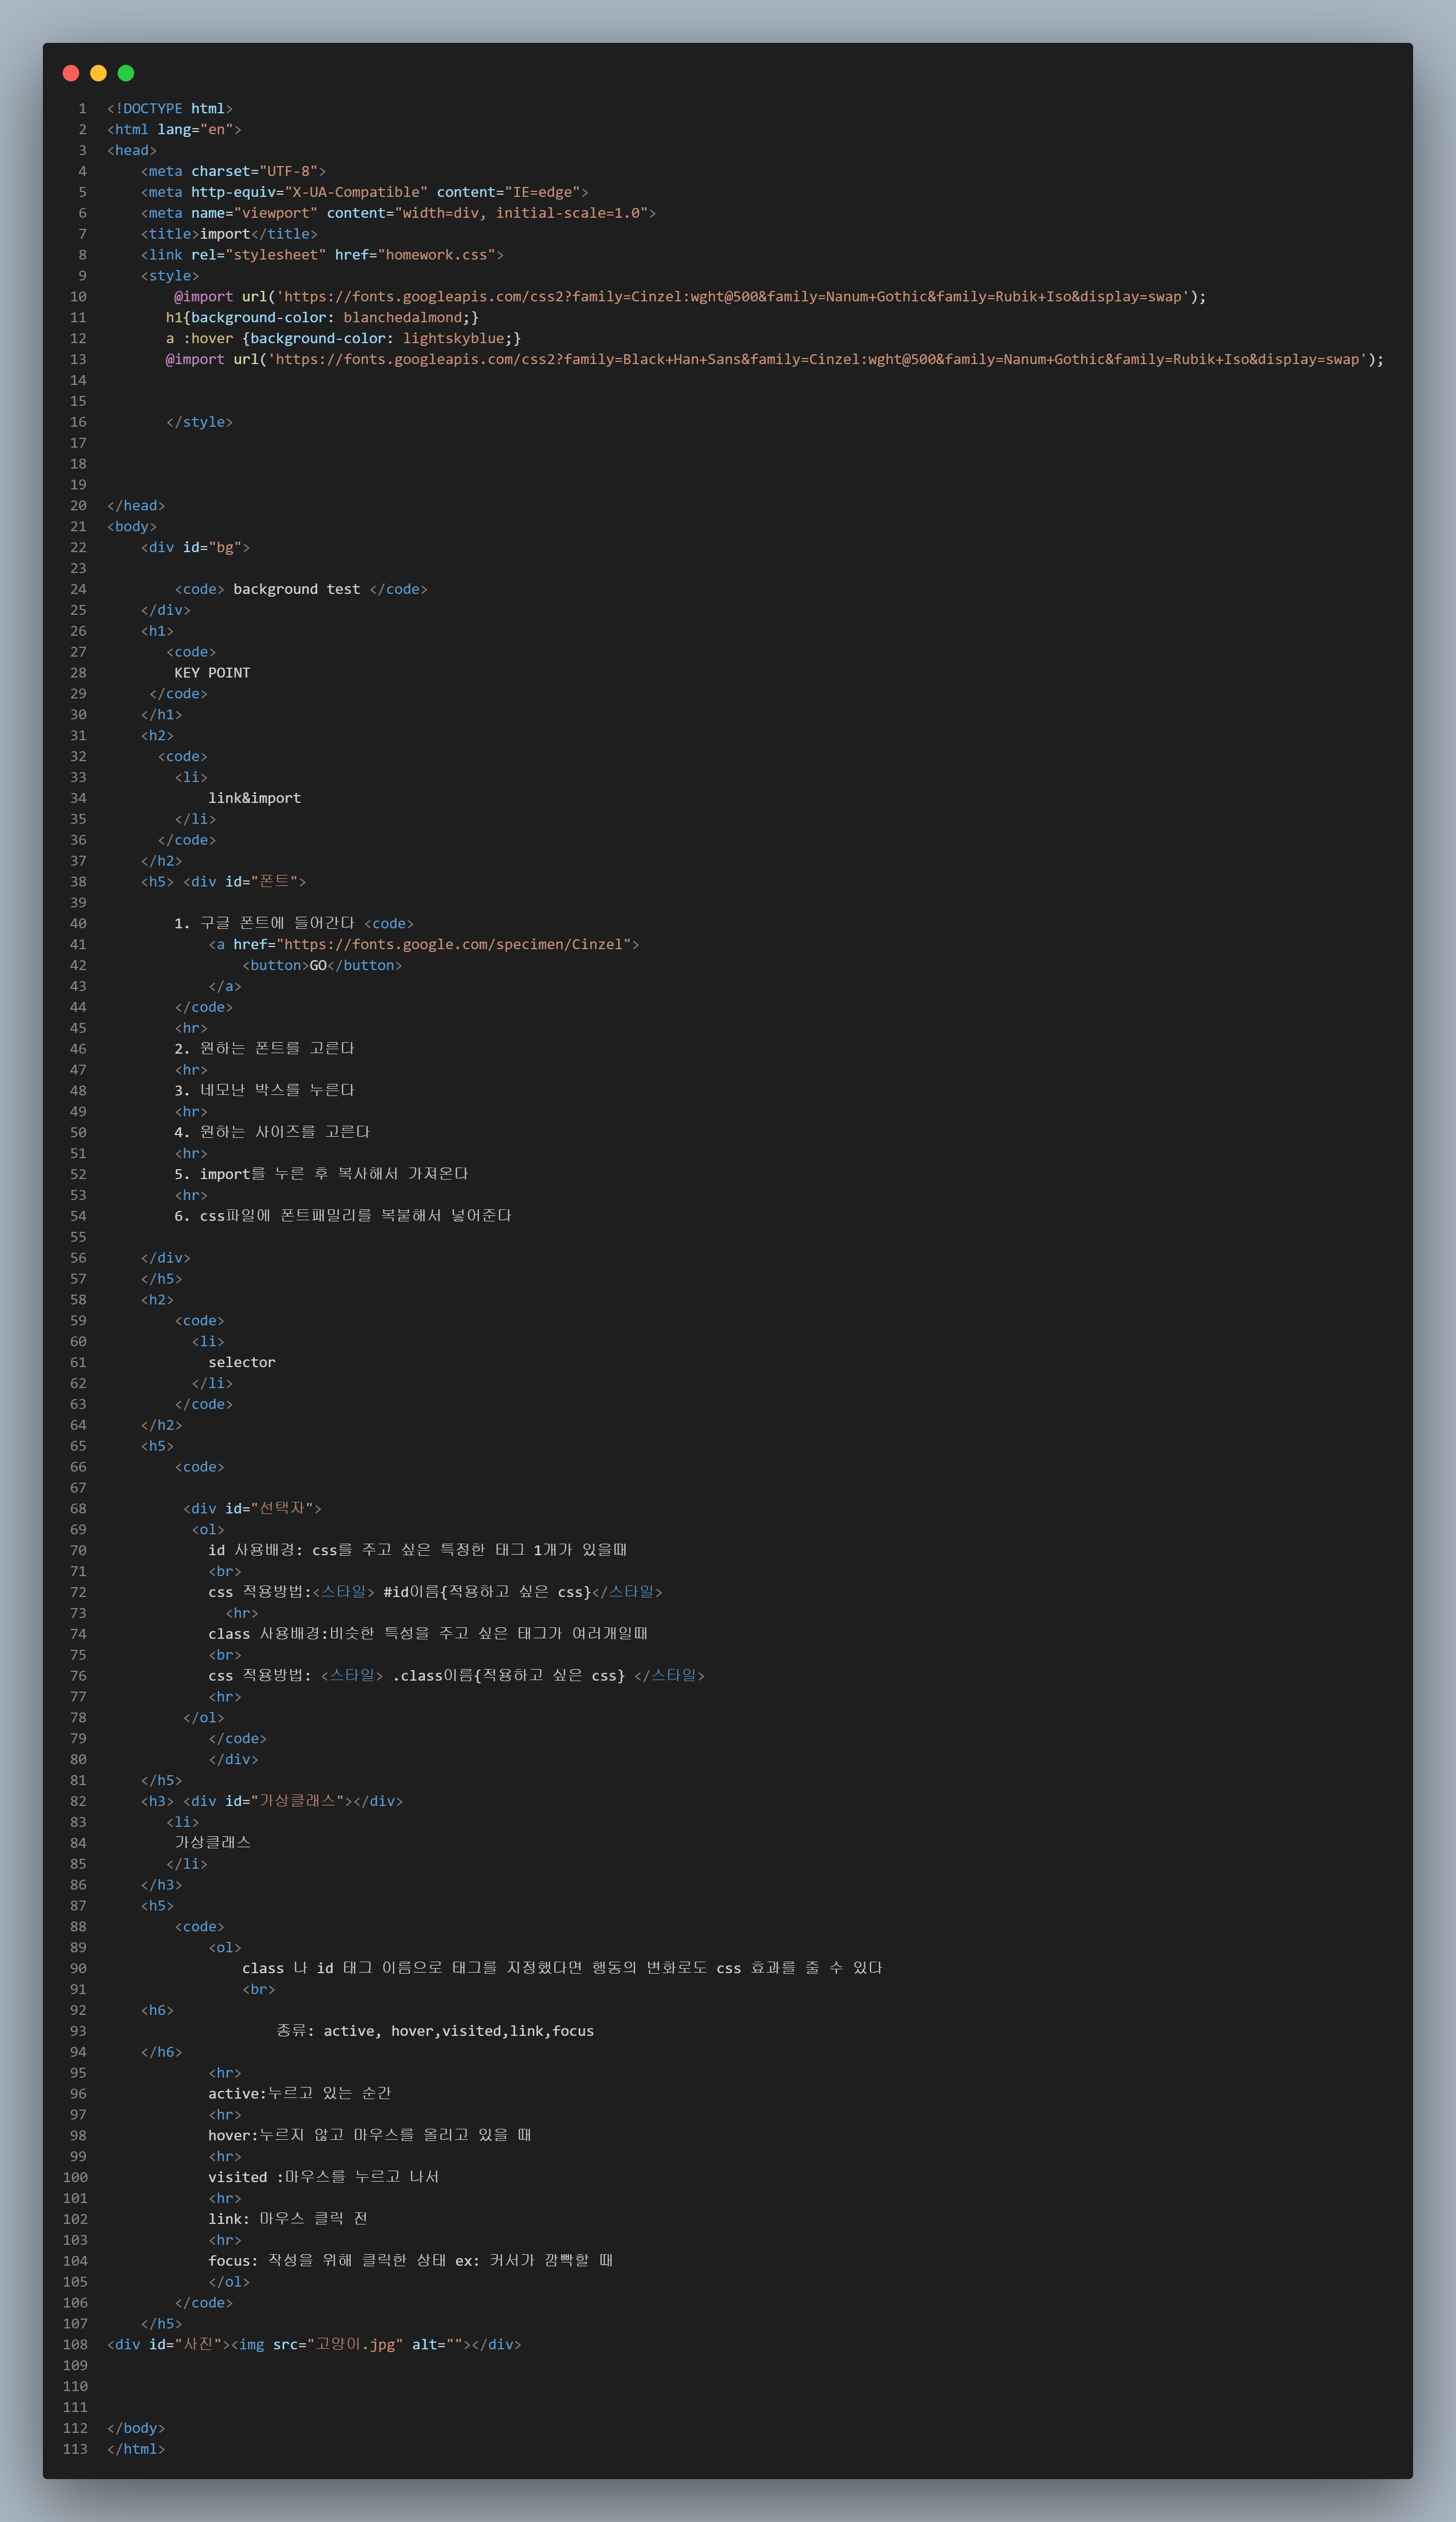 1 <!DOCTYPE html>
2 <html lang="en">
3 <head>
4 <meta charset="UTF-8">
5 <meta http-equiv="X-UA-Compatible" content="IE=edge">
6 <meta name="viewport" content="width=div, initial-scale=1.0">
7 <title>import</title>
8 <link rel="stylesheet" href="homework.css">
9 <style>
10 @import url('https://fonts.googleapis.com/css2?family=Cinzel:wght@500&family=Nanum+Gothic&family=Rubik+Iso&display=swap');
11 h1{background-color: blanchedalmond;}
12 a :hover {background-color: lightskyblue;}
13 @import url('https://fonts.googleapis.com/css2?family=Black+Han+Sans&family=Cinzel:wght@500&family=Nanum+Gothic&family=Rubik+Iso&display=swap');
14
15
16 </style>
17
18
19
20 </head>
21 <body>
22 <div id="bg">
23
24 <code> background test </code>
25 </div>
26 <h1>
27 <code>
28 KEY POINT
29 </code>
30 </h1>
31 <h2>
32 <code>
33 <li>
34 link&import
35 </li>
36 </code>
37 </h2>
38 <h5> <div id="폰트">
39
40 1. 구글 폰트에 들어간다 <code>
41 <a href="https://fonts.google.com/specimen/Cinzel">
42 <button>GO</button>
43 </a>
44 </code>
45 <hr>
46 2. 원하는 폰트를 고른다
47 <hr>
48 3. 네모난 박스를 누른다
49 <hr>
50 4. 원하는 사이즈를 고른다
51 <hr>
52 5. import를 누른 후 복사해서 가져온다
53 <hr>
54 6. css파일에 폰트패밀리를 복붙해서 넣어준다
55
56 </div>
57 </h5>
58 <h2>
59 <code>
60 <li>
61 selector
62 </li>
63 </code>
64 </h2>
65 <h5>
66 <code>
67
68 <div id="선택자">
69 <ol>
70 id 사용배경: css를 주고 싶은 특정한 태그 1개가 있을때
71 <br>
72 css 적용방법:<스타일> #id이름{적용하고 싶은 css}</스타일>
73 <hr>
74 class 사용배경:비슷한 특성을 주고 싶은 태그가 여러개일때
75 <br>
76 css 적용방법: <스타일> .class이름{적용하고 싶은 css} </스타일>
77 <hr>
78 </ol>
79 </code>
80 </div>
81 </h5>
82 <h3> <div id="가상클래스"></div>
83 <li>
84 가상클래스
85 </li>
86 </h3>
87 <h5>
88 <code>
89 <ol>
90 class 나 id 태그 이름으로 태그를 지정했다면 행동의 변화로도 css 효과를 줄 수 있다
91 <br>
92 <h6>
93 종류: active, hover,visited,link,focus
94 </h6>
95 <hr>
96 active:누르고 있는 순간
97 <hr>
98 hover:누르지 않고 마우스를 올리고 있을 때
99 <hr>
100 visited :마우스를 누르고 나서
101 <hr>
102 link: 마우스 클릭 전
103 <hr>
104 focus: 작성을 위해 클릭한 상태 ex: 커서가 깜빡할 때
105 </ol>
106 </code>
107 </h5>
108 <div id="사진"><img src="고양이.jpg" alt=""></div>
109
110
111
112 </body>
113 </html>